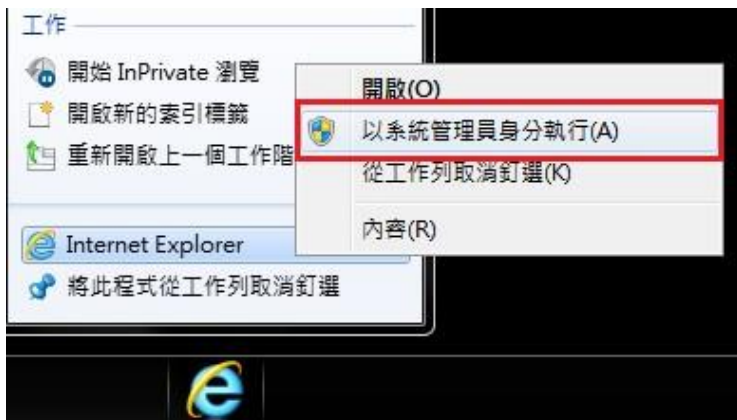 工作
開始 InPrivate 瀏覽
開啟新的索引標籤
重新開啟上一個工作階
Internet Explorer
將此程式從工作列取消釘選
開啟(O)
以系統管理員身分執行(A)
從工作列取消釘選(K)
內容(R)